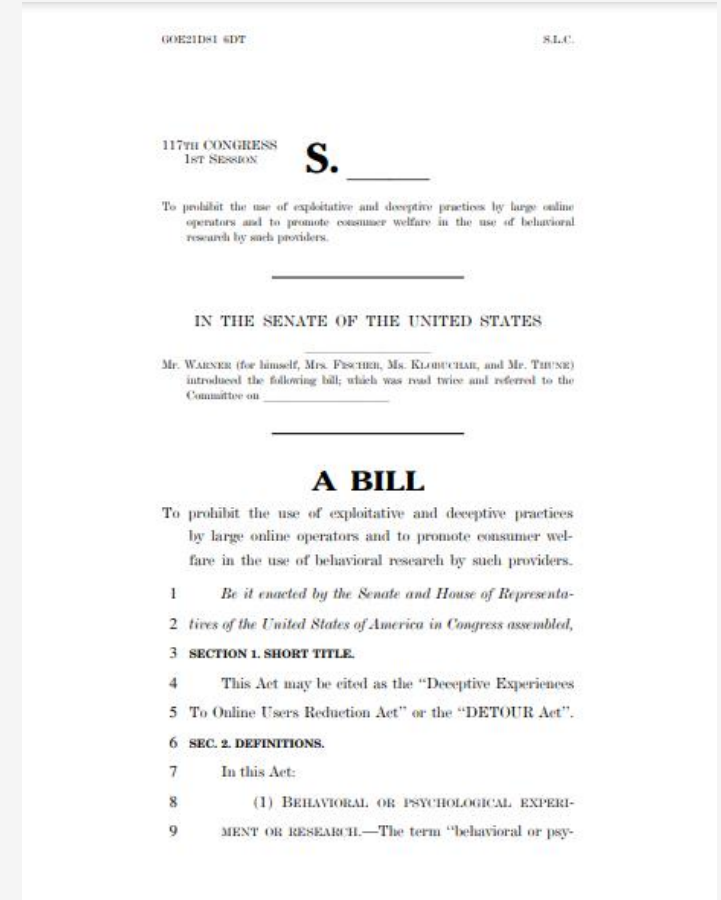 GOE21D81 6DT S.L.C.
117TH CONGRESS
1ST SESSION
S. ________
To prohibit the use of exploitative and deceptive practices by large online
operators and to promote consumer welfare in the use of behavioral
research by such providers.
IN THE SENATE OF THE UNITED STATES
Mr. WARNER (for himself, Mrs. FISCHER, Ms. KLOBUCHAR, and Mr. THUNE)
introduced the following bill; which was read twice and referred to the
Committee on ________________
A BILL
To prohibit the use of exploitative and deceptive practices
by large online operators and to promote consumer wel-
fare in the use of behavioral research by such providers.
1 Be it enacted by the Senate and House of Representa-
2 tives of the United States of America in Congress assembled,
3 SECTION 1. SHORT TITLE.
4 This Act may be cited as the “Deceptive Experiences
5 To Online Users Reduction Act” or the “DETOUR Act”.
6 SEC. 2. DEFINITIONS.
7 In this Act:
8 (1) BEHAVIORAL OR PSYCHOLOGICAL EXPERI-
9 MENT OR RESEARCH.—The term “behavioral or psy-